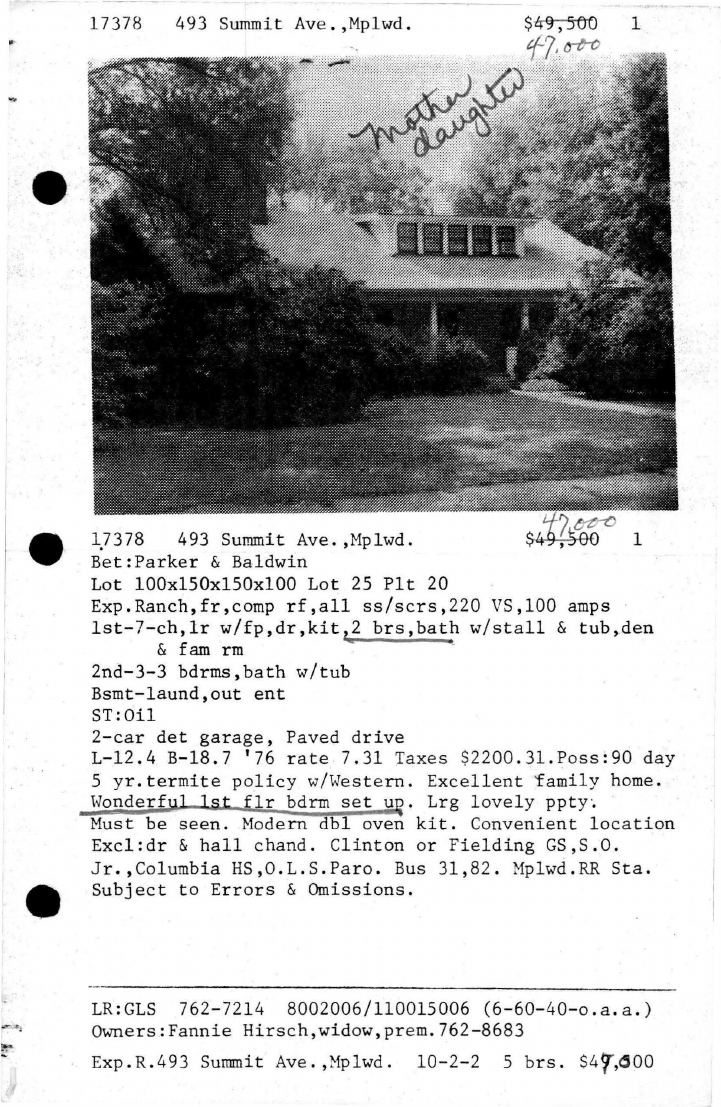 17378 493 Summit Ave.,Mplwd. $49,500 1
47,000
Mother
daughter
47,000
17378 493 Summit Ave.,Mplwd. $49,500 1
Bet:Parker & Baldwin
Lot 100x150x150x100 Lot 25 Plt 20
Exp.Ranch,fr,comp rf,all ss/scrs,220 VS,100 amps
1st-7-ch,lr w/fp,dr,kit,2 brs,bath w/stall & tub,den
& fam rm
2nd-3-3 bdrms,bath w/tub
Bsmt-laund,out ent
ST:Oil
2-car det garage, Paved drive
L-12.4 B-18.7 '76 rate 7.31 Taxes $2200.31.Poss:90 day
5 yr.termite policy w/Western. Excellent family home.
Wonderful 1st flr bdrm set up. Lrg lovely ppty.
Must be seen. Modern dbl oven kit. Convenient location
Excl:dr & hall chand. Clinton or Fielding GS,S.O.
Jr.,Columbia HS,O.L.S.Paro. Bus 31,82. Mplwd.RR Sta.
Subject to Errors & Omissions.
LR:GLS 762-7214 8002006/110015006 (6-60-40-o.a.a.)
Owners:Fannie Hirsch,widow,prem.762-8683
Exp.R.493 Summit Ave.,Mplwd. 10-2-2 5 brs. $47,000